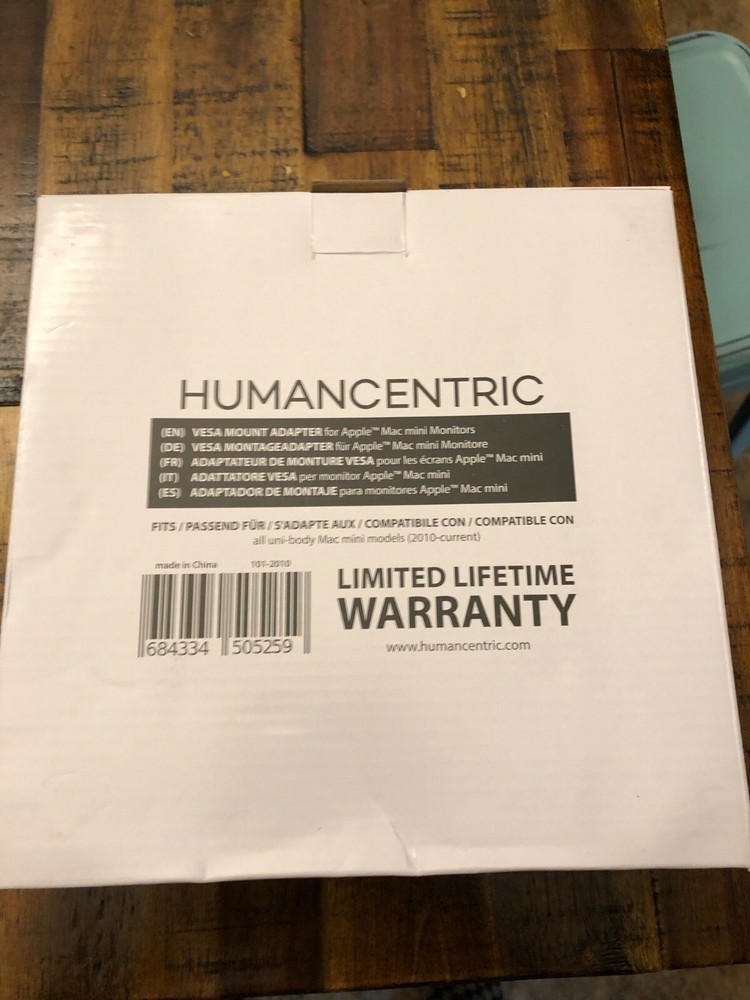 HUMANCENTRIC
(EN) VESA MOUNT ADAPTER for Apple™ Mac mini Monitors
(DE) VESA MONTAGEADAPTER für Apple™ Mac mini Monitore
(FR) ADAPTATEUR DE MONTURE VESA pour les écrans Apple™ Mac mini
(IT) ADATTATORE VESA per monitor Apple™ Mac mini
(ES) ADAPTADOR DE MONTAJE para monitores Apple™ Mac mini
FITS / PASSEND FÜR / S'ADAPTE AUX / COMPATIBILE CON / COMPATIBLE CON
all uni-body Mac mini models (2010-current)
made in China 101-2010
684334 505259
LIMITED LIFETIME
WARRANTY
www.humancentric.com